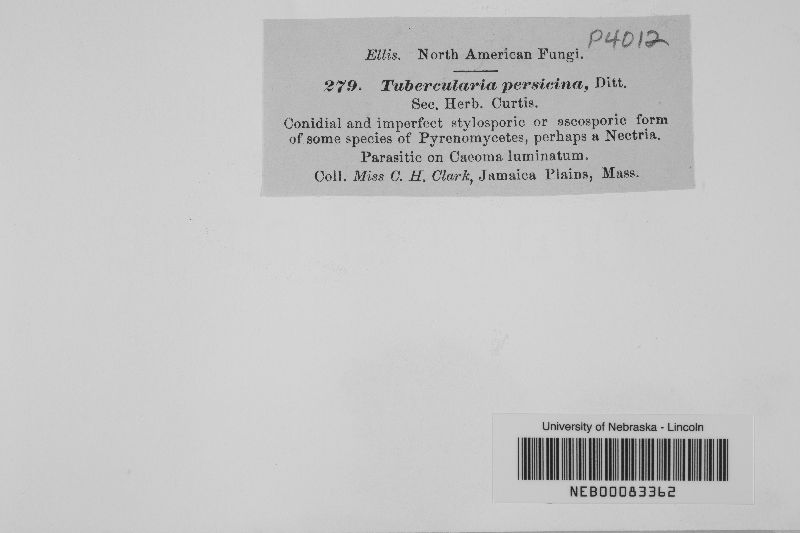 P4012
Ellis. North American Fungi.
279. Tubercularia persicina, Ditt.
Sec. Herb. Curtis.
Conidial and imperfect stylosporic or ascosporic form
of some species of Pyrenomycetes, perhaps a Nectria.
Parasitic on Caeoma luminatum.
Coll. Miss C. H. Clark, Jamaica Plains, Mass.
University of Nebraska - Lincoln
NEB00083362